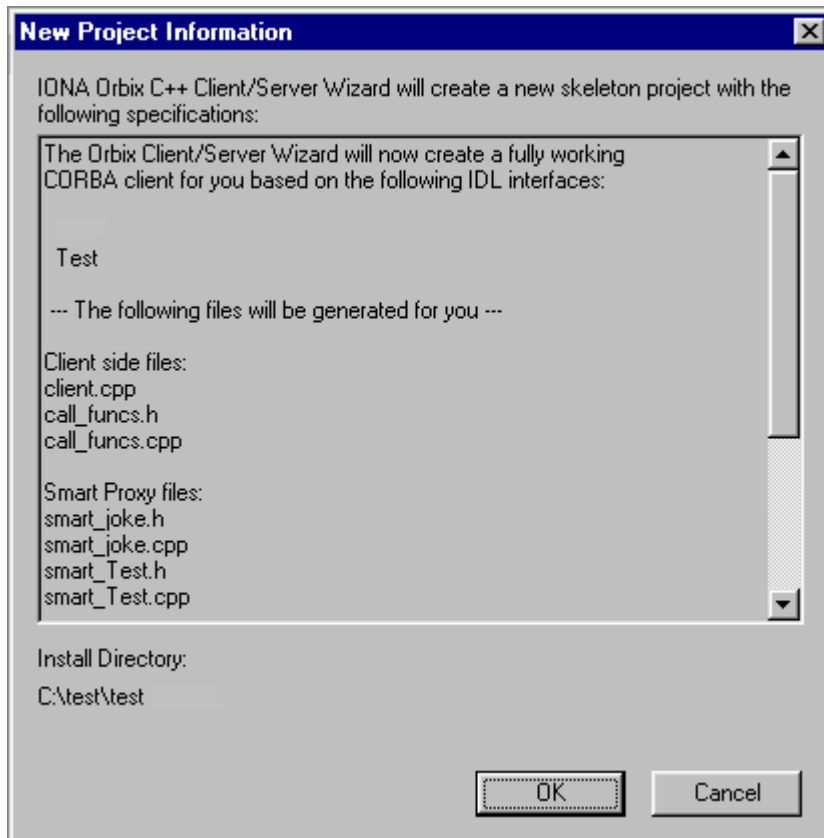 New Project Information
IONA Orbix C++ Client/Server Wizard will create a new skeleton project with the
following specifications:
The Orbix Client/Server Wizard will now create a fully working
CORBA client for you based on the following IDL interfaces:
Test
--- The following files will be generated for you ---
Client side files:
client.cpp
call_funcs.h
call_funcs.cpp
Smart Proxy files:
smart_joke.h
smart_joke.cpp
smart_Test.h
smart_Test.cpp
Install Directory:
C:\test\test
OK
Cancel